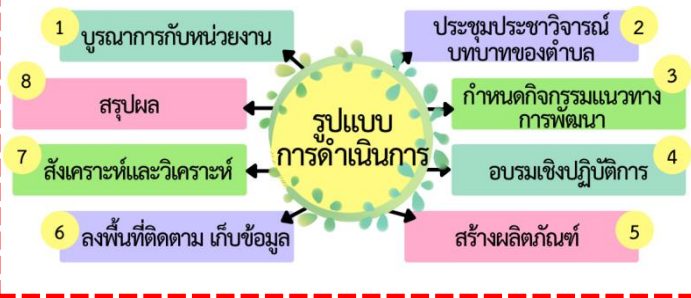 รูปแบบ
การดำเนินการ
1
บูรณาการกับหน่วยงาน
2
ประชุมประชาวิจารณ์
บทบาทของตำบล
3
กำหนดกิจกรรมแนวทาง
การพัฒนา
4
อบรมเชิงปฏิบัติการ
5
สร้างผลิตภัณฑ์
6
ลงพื้นที่ติดตาม เก็บข้อมูล
7
สังเคราะห์และวิเคราะห์
8
สรุปผล